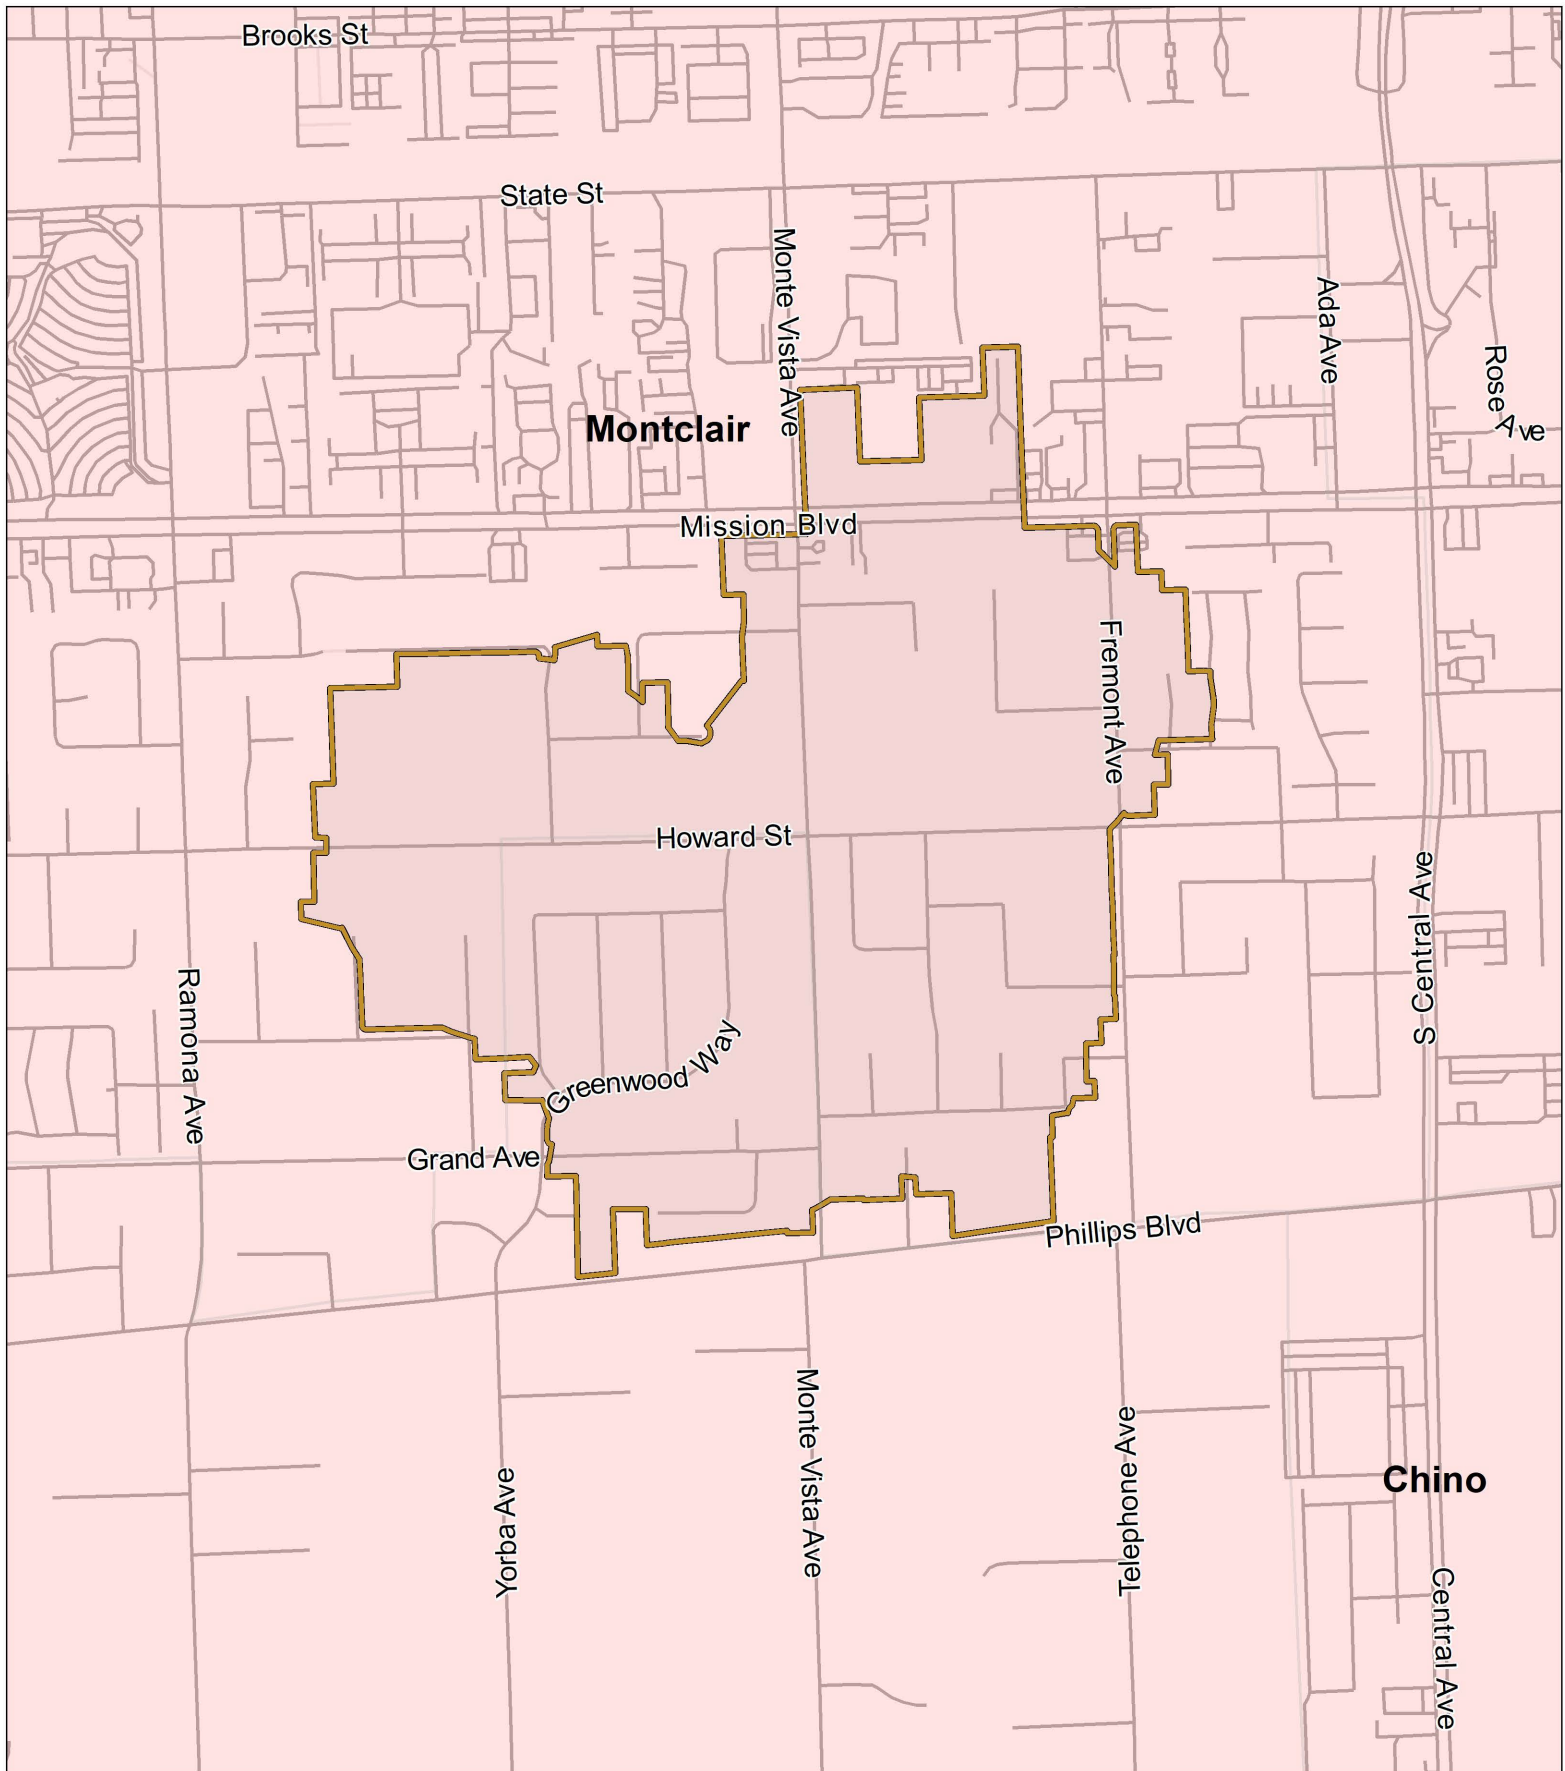 Brooks St
State St
Monte Vista Ave
Ada Ave
Rose Ave
Montclair
Mission Blvd
Fremont Ave
Howard St
S Central Ave
Ramona Ave
Greenwood Way
Grand Ave
Phillips Blvd
Monte Vista Ave
Telephone Ave
Yorba Ave
Chino
Central Ave